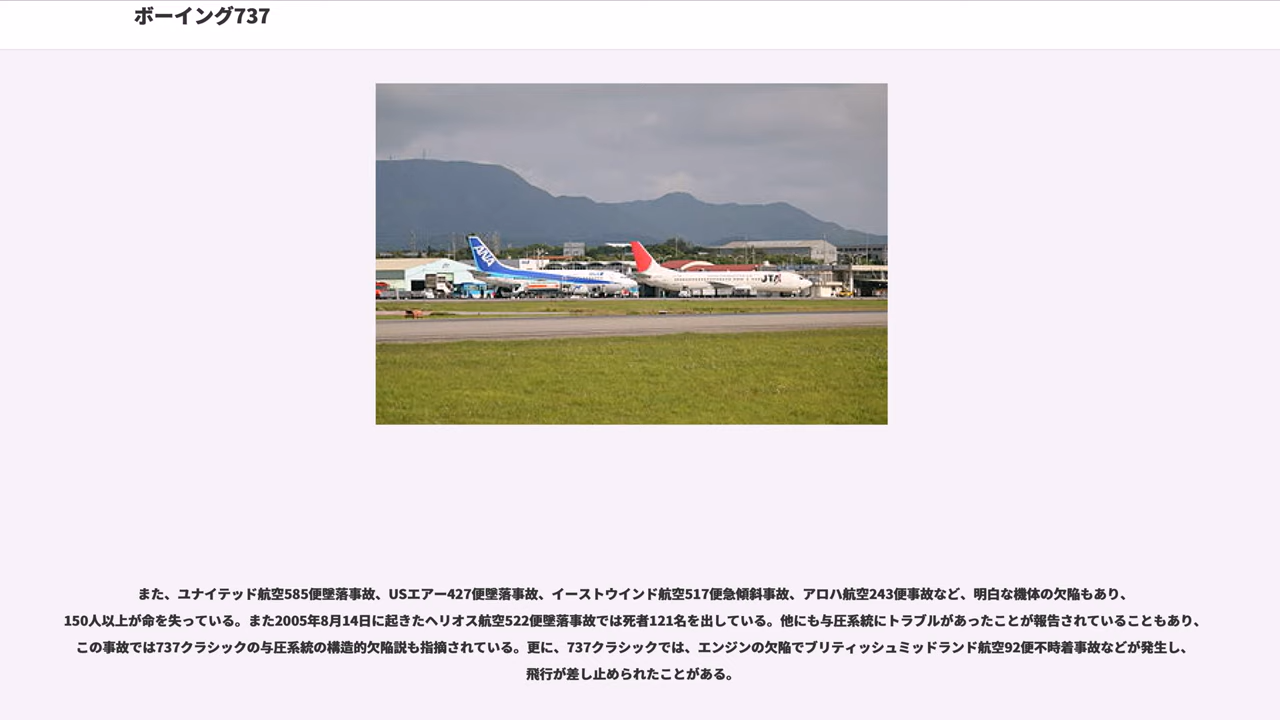 ボーイング737
ANA
JTA
また、ユナイテッド航空585便墜落事故、USエアー427便墜落事故、イーストウインド航空517便急傾斜事故、アロハ航空243便事故など、明白な機体の欠陥もあり、
150人以上が命を失っている。また2005年8月14日に起きたヘリオス航空522便墜落事故では死者121名を出している。他にも与圧系統にトラブルがあったことが報告されていることもあり、
この事故では737クラシックの与圧系統の構造的欠陥説も指摘されている。更に、737クラシックでは、エンジンの欠陥でブリティッシュミッドランド航空92便不時着事故などが発生し、
飛行が差し止められたことがある。